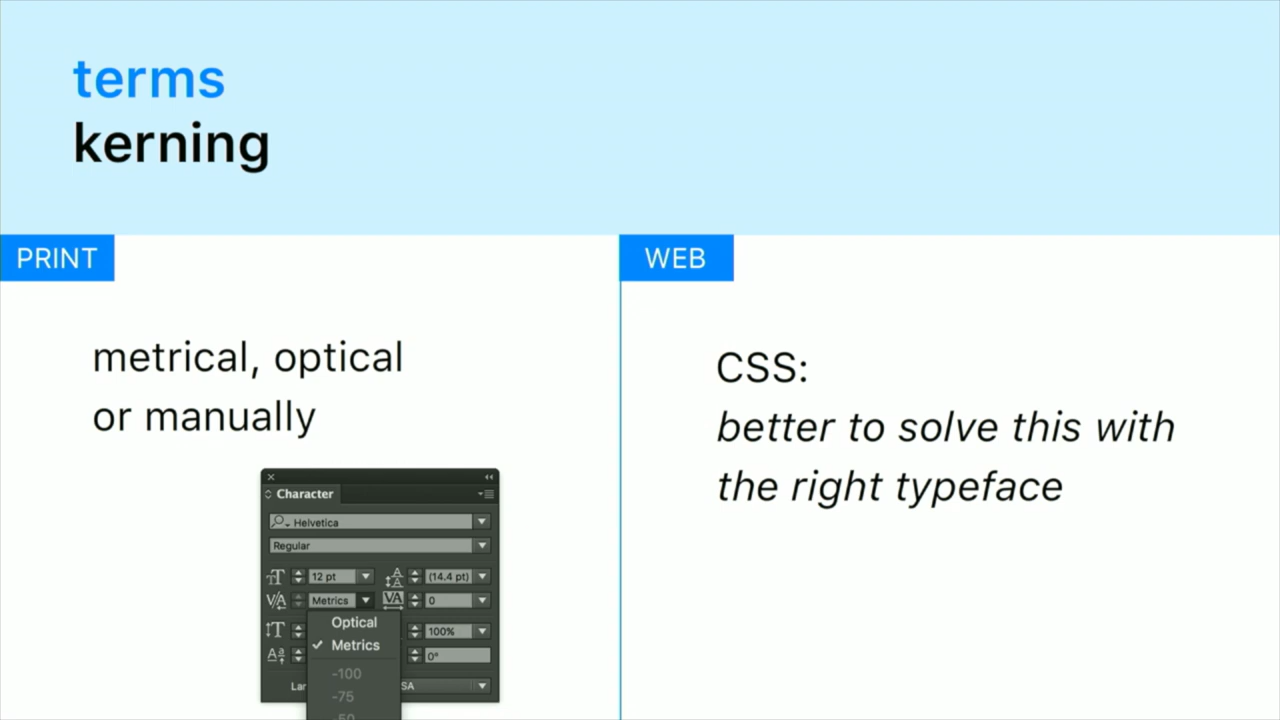 terms
kerning
PRINT
metrical, optical
or manually
WEB
CSS:
better to solve this with
the right typeface
Character
Helvetica
Regular
12 pt
(14.4 pt)
Metrics
0
Optical
Metrics
100%
0°
-100
-75
-50